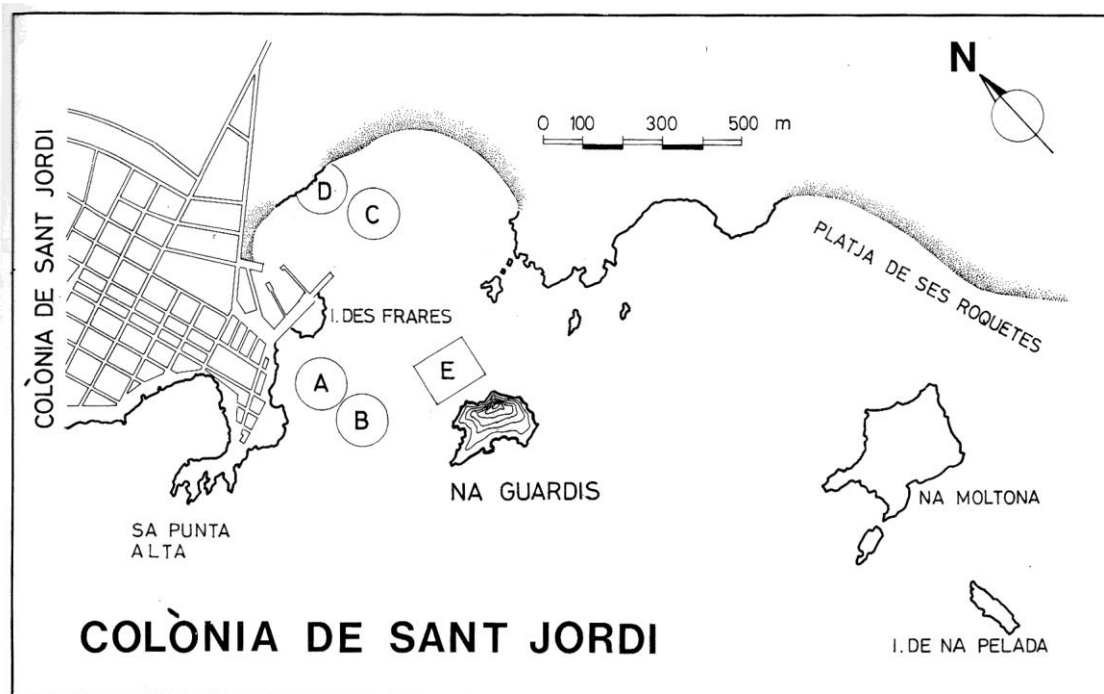 N
0 100 300 500 m
COLÒNIA DE SANT JORDI
D
C
PLATJA DE SES ROQUETES
I. DES FRARES
A
E
B
NA GUARDIS
NA MOLTONA
SA PUNTA
ALTA
COLÒNIA DE SANT JORDI
I. DE NA PELADA